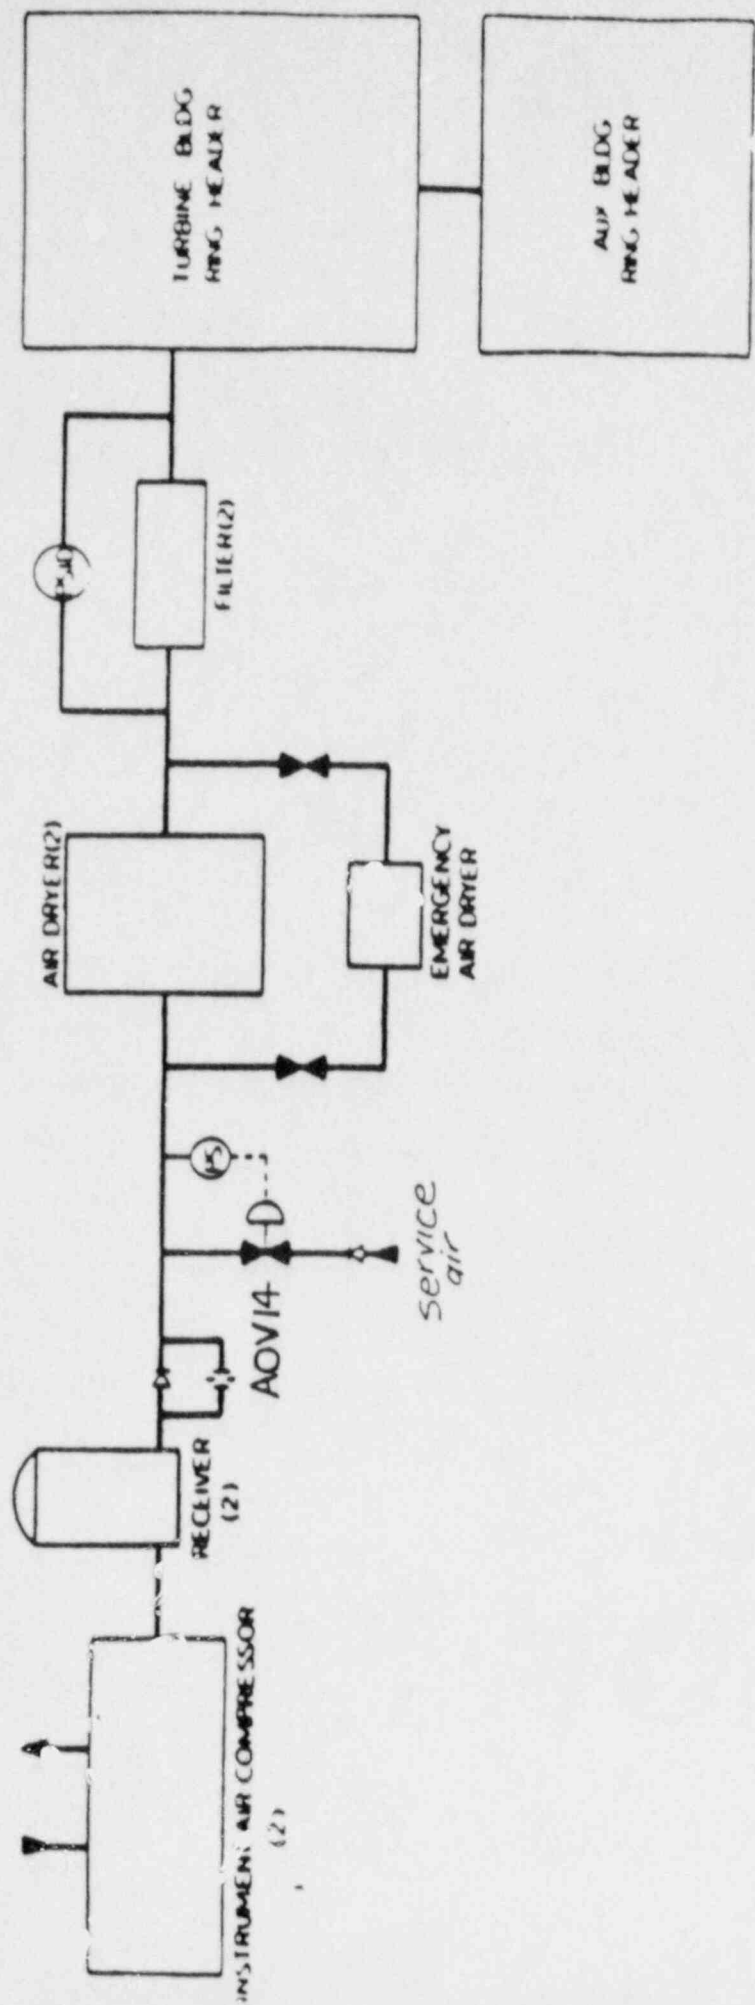 TURBINE BLDG
RING HEADER
AUX BLDG
RING HEADER
FILTER(2)
AIR DRYER(2)
EMERGENCY
AIR DRYER
PS
AOV14
service
air
RECEIVER
(2)
INSTRUMENT AIR COMPRESSOR
(2)